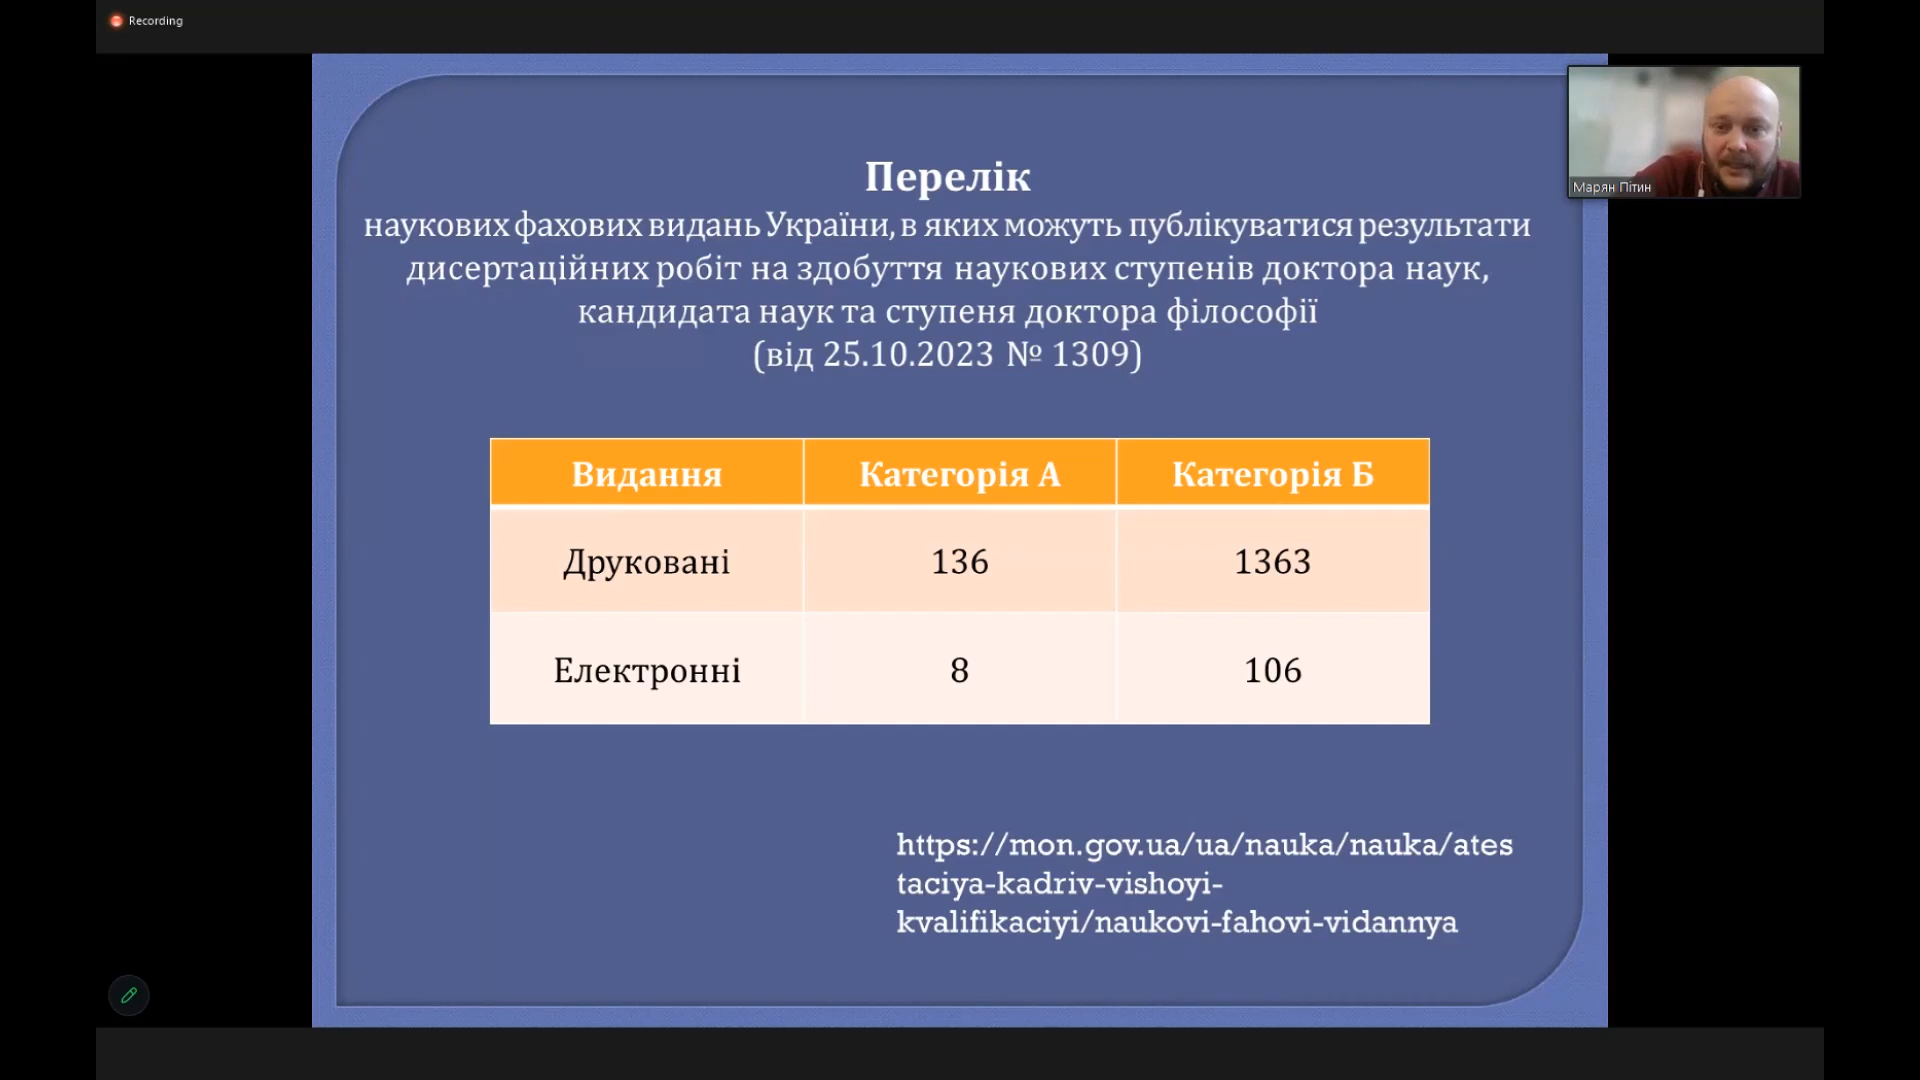 Recording
Марян Пітин
Перелік
наукових фахових видань України, в яких можуть публікуватися результати
дисертаційних робіт на здобуття наукових ступенів доктора наук,
кандидата наук та ступеня доктора філософії
(від 25.10.2023 № 1309)
Видання Категорія А Категорія Б
Друковані 136 1363
Електронні 8 106
https://mon.gov.ua/ua/nauka/nauka/ates
taciya-kadriv-vishoyi-
kvalifikaciyi/naukovi-fahovi-vidannya